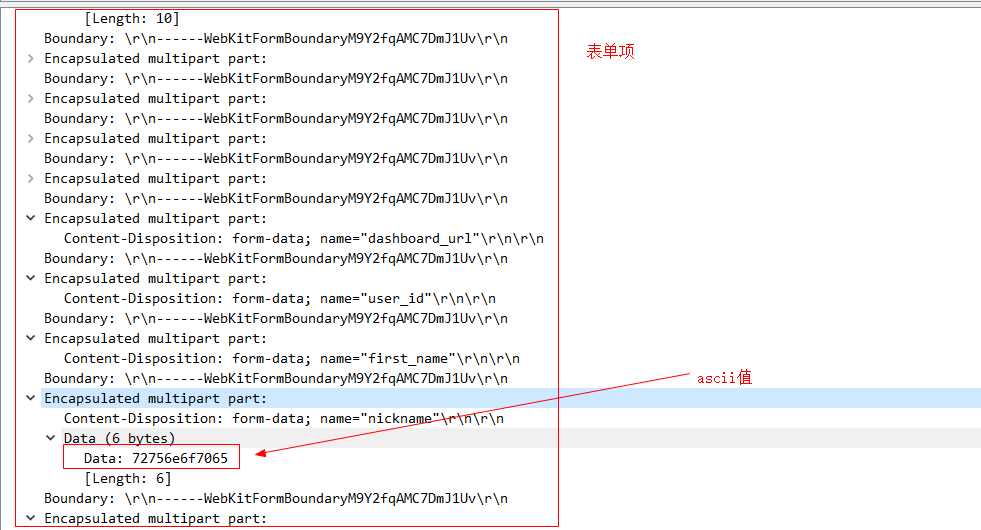 [Length: 10]
Boundary: \r\n------WebKitFormBoundaryM9Y2fqAMC7DmJ1Uv\r\n
表单项
Encapsulated multipart part:
Boundary: \r\n------WebKitFormBoundaryM9Y2fqAMC7DmJ1Uv\r\n
Encapsulated multipart part:
Boundary: \r\n------WebKitFormBoundaryM9Y2fqAMC7DmJ1Uv\r\n
Encapsulated multipart part:
Boundary: \r\n------WebKitFormBoundaryM9Y2fqAMC7DmJ1Uv\r\n
Encapsulated multipart part:
Boundary: \r\n------WebKitFormBoundaryM9Y2fqAMC7DmJ1Uv\r\n
Encapsulated multipart part:
Content-Disposition: form-data; name="dashboard_url"\r\n\r\n
Boundary: \r\n------WebKitFormBoundaryM9Y2fqAMC7DmJ1Uv\r\n
Encapsulated multipart part:
Content-Disposition: form-data; name="user_id"\r\n\r\n
Boundary: \r\n------WebKitFormBoundaryM9Y2fqAMC7DmJ1Uv\r\n
Encapsulated multipart part:
Content-Disposition: form-data; name="first_name"\r\n\r\n
Boundary: \r\n------WebKitFormBoundaryM9Y2fqAMC7DmJ1Uv\r\n
ascii值
Encapsulated multipart part:
Content-Disposition: form-data; name="nickname"\r\n\r\n
Data (6 bytes)
Data: 72756e6f7065
[Length: 6]
Boundary: \r\n------WebKitFormBoundaryM9Y2fqAMC7DmJ1Uv\r\n
Encapsulated multipart part: